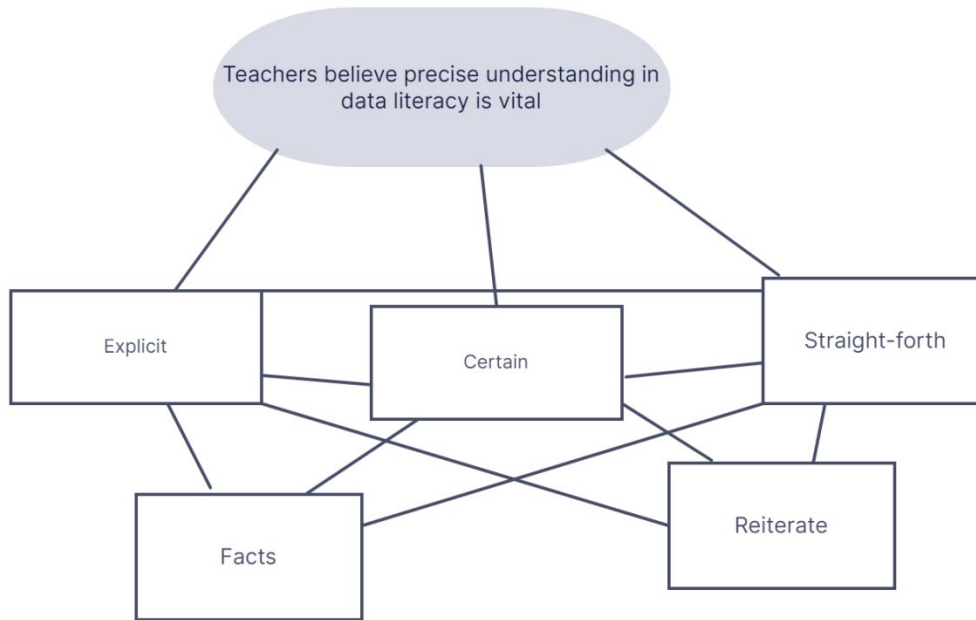 Teachers believe precise understanding in
data literacy is vital
Explicit
Certain
Straight-forth
Facts
Reiterate